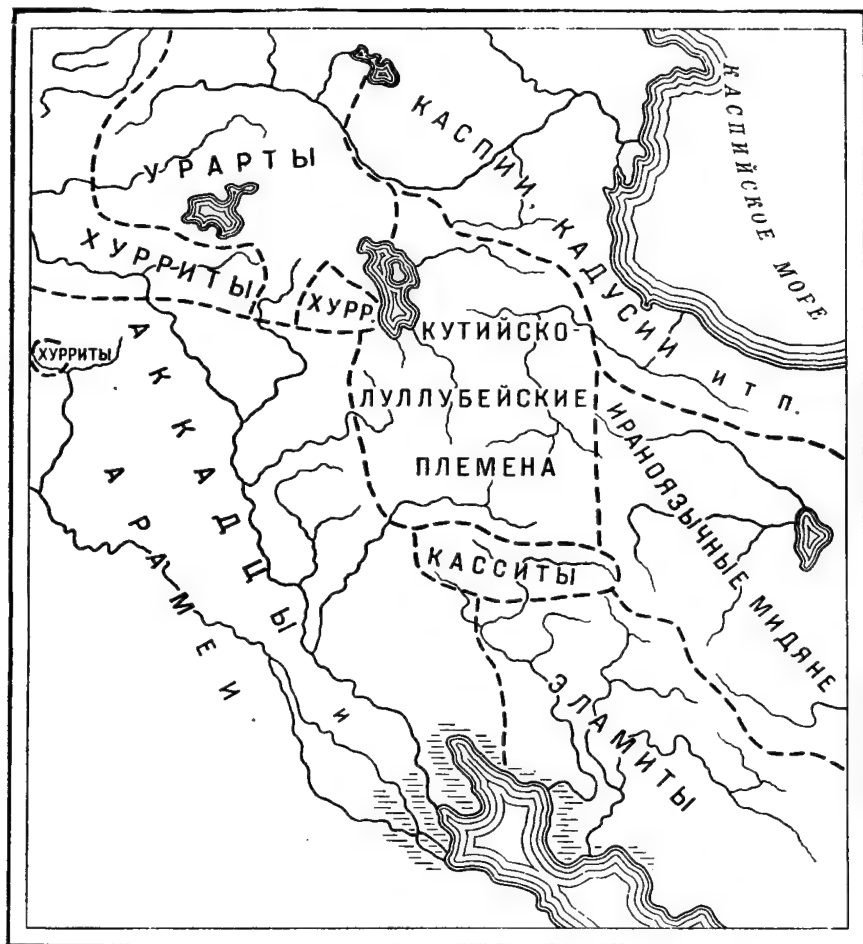 КАСПИЙСКОЕ МОРЕ
КАСПИИ, КАДУСИИ И Т П.
УРАРТЫ
ХУРРИТЫ
ХУРР.
ХУРРИТЫ
КУТИЙСКО-
ЛУЛЛУБЕЙСКИЕ
ПЛЕМЕНА
ИРАНОЯЗЫЧНЫЕ МИДЯНЕ
АККАДЦЫ И
АРАМЕИ
КАССИТЫ
ЭЛАМИТЫ